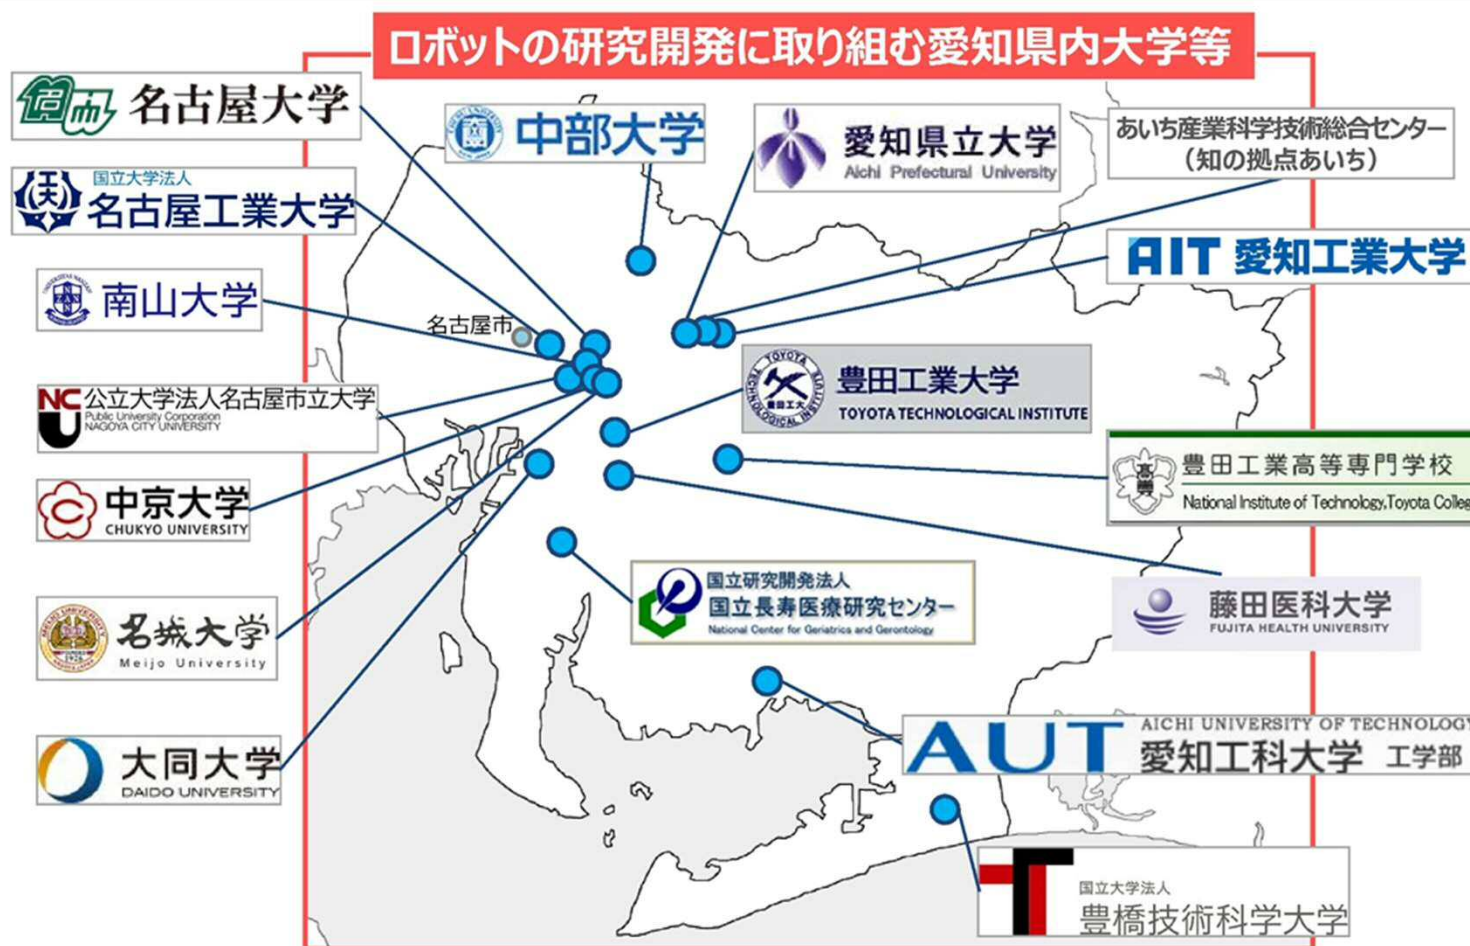 ロボットの研究開発に取り組む愛知県内大学等
名古屋大学
中部大学
愛知県立大学
Aichi Prefectural University
あいち産業科学技術総合センター
(知の拠点あいち)
国立大学法人
名古屋工業大学
AIT 愛知工業大学
南山大学
名古屋市
豊田工業大学
TOYOTA TECHNOLOGICAL INSTITUTE
NCU
公立大学法人名古屋市立大学
Public University Corporation
NAGOYA CITY UNIVERSITY
豊田工業高等専門学校
National Institute of Technology,Toyota Colleg
中京大学
CHUKYO UNIVERSITY
国立研究開発法人
国立長寿医療研究センター
National Center for Geriatrics and Gerontology
藤田医科大学
FUJITA HEALTH UNIVERSITY
名城大学
Meijo University
AUT
AICHI UNIVERSITY OF TECHNOLOGY
愛知工科大学 工学部
大同大学
DAIDO UNIVERSITY
国立大学法人
豊橋技術科学大学